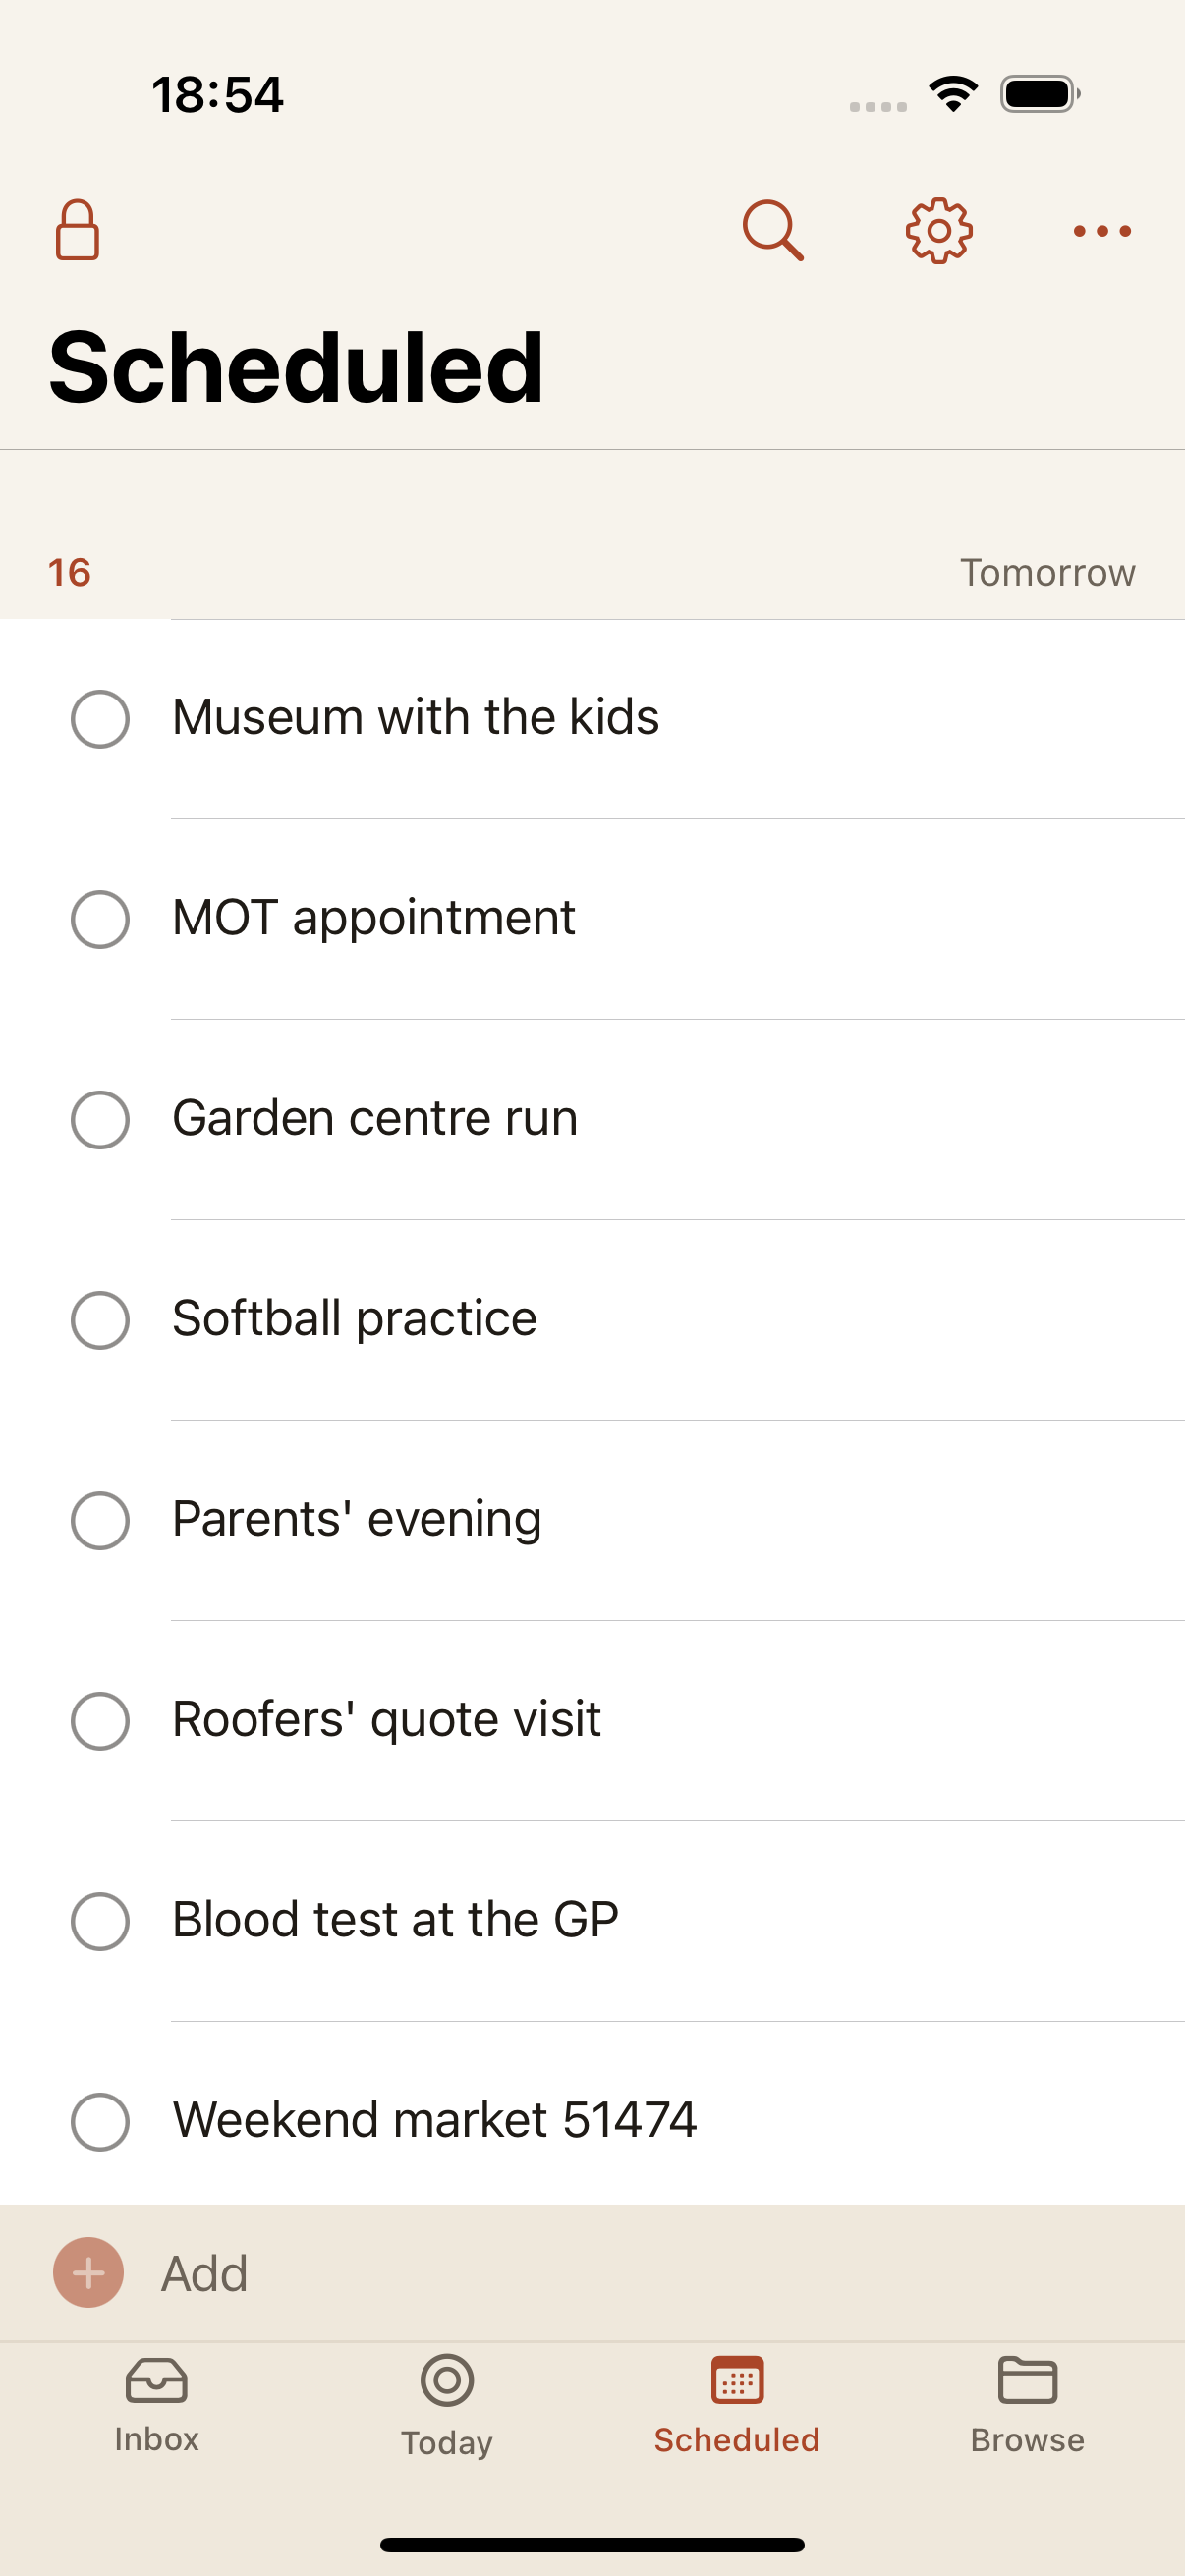 18:54
Scheduled
16 Tomorrow
Museum with the kids
MOT appointment
Garden centre run
Softball practice
Parents' evening
Roofers' quote visit
Blood test at the GP
Weekend market 51474
Add
Inbox Today Scheduled Browse